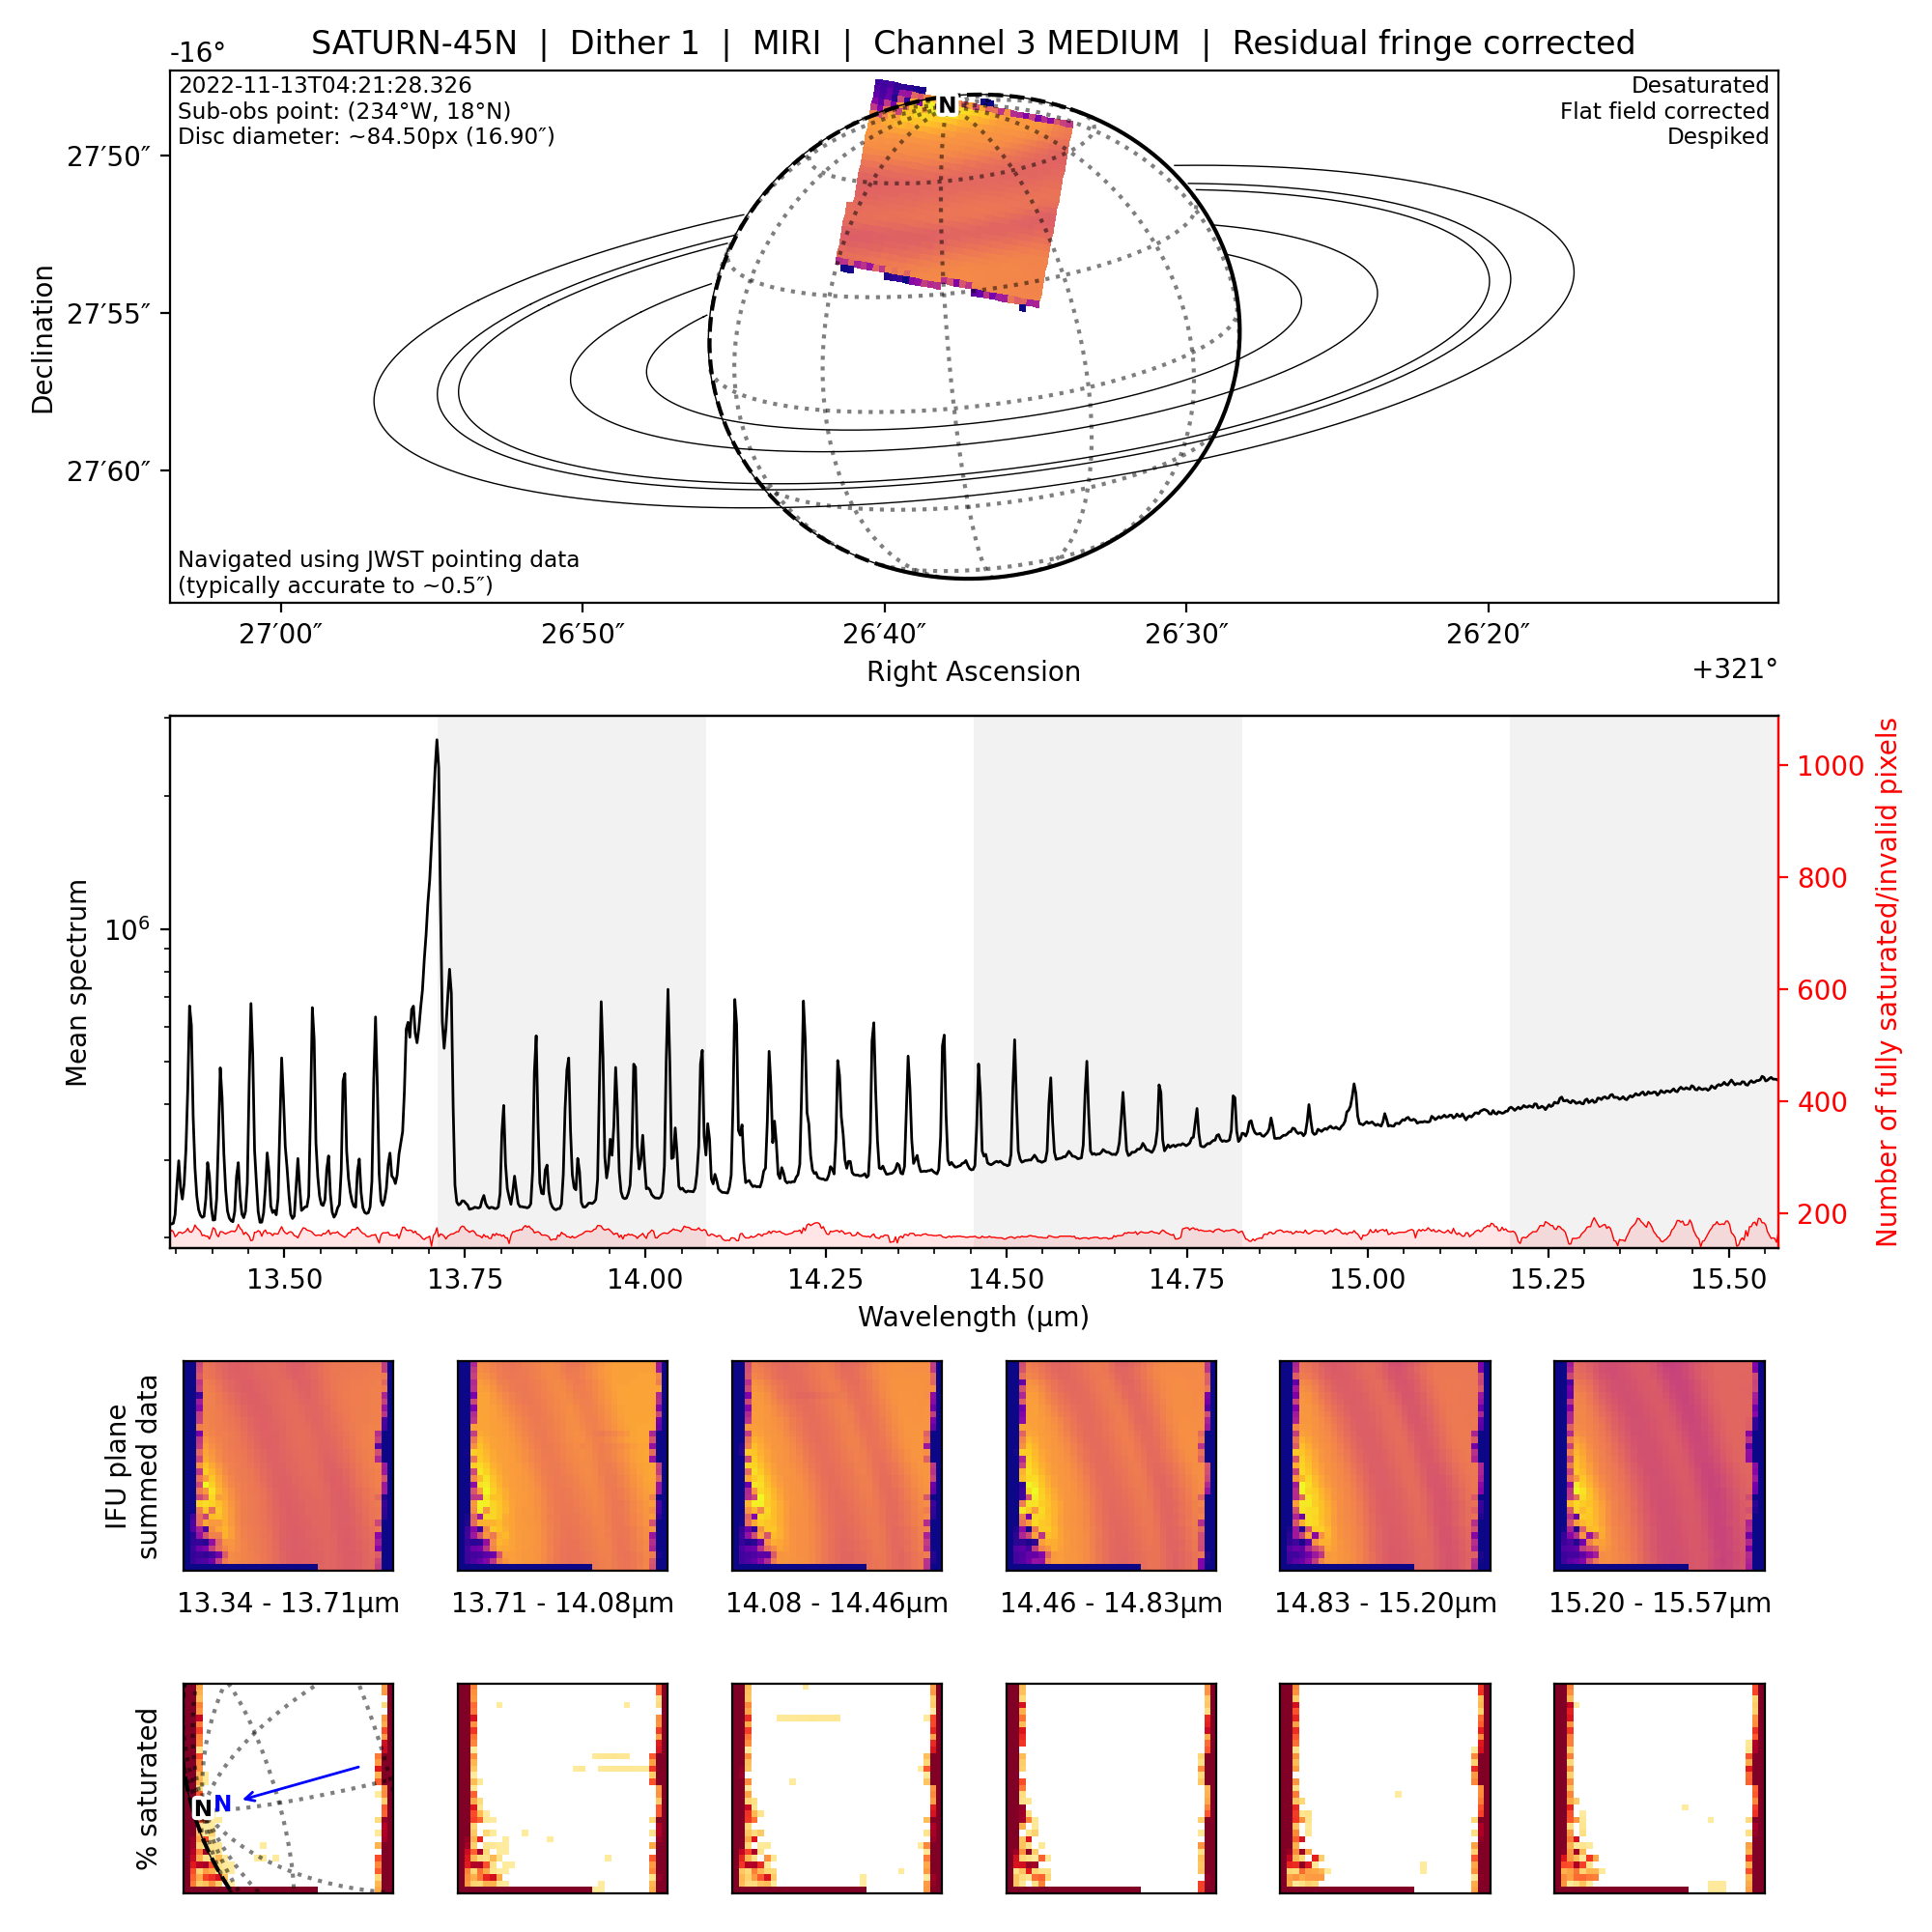 SATURN-45N | Dither 1 | MIRI | Channel 3 MEDIUM | Residual fringe corrected
-16°
2022-11-13T04:21:28.326
Sub-obs point: (234°W, 18°N)
Disc diameter: ~84.50px (16.90″)
Desaturated
Flat field corrected
Despiked
N
27′50″
27′55″
27′60″
Declination
Navigated using JWST pointing data
(typically accurate to ~0.5″)
27′00″ 26′50″ 26′40″ 26′30″ 26′20″
Right Ascension
+321°
Mean spectrum
10⁶
1000
800
600
400
200
Number of fully saturated/invalid pixels
13.50 13.75 14.00 14.25 14.50 14.75 15.00 15.25 15.50
Wavelength (µm)
IFU plane
summed data
13.34 - 13.71µm 13.71 - 14.08µm 14.08 - 14.46µm 14.46 - 14.83µm 14.83 - 15.20µm 15.20 - 15.57µm
% saturated
N N